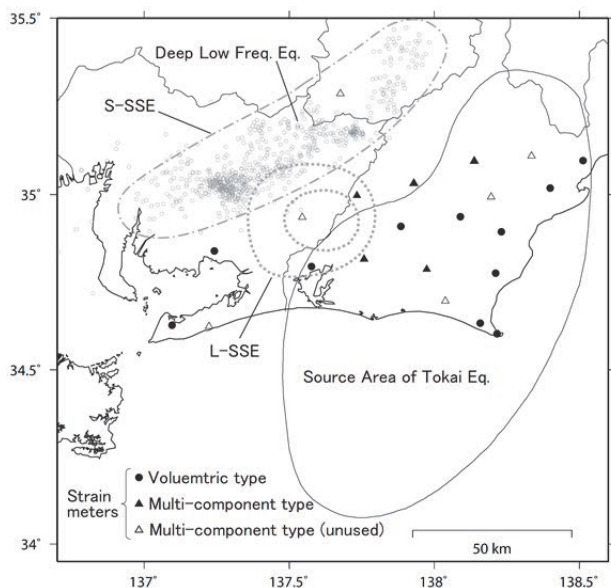 35.5°
Deep Low Freq. Eq.
S-SSE
35°
L-SSE
34.5°
Source Area of Tokai Eq.
Strain
meters
Voluemtric type
Multi-component type
Multi-component type (unused)
50 km
34°
137°
137.5°
138°
138.5°